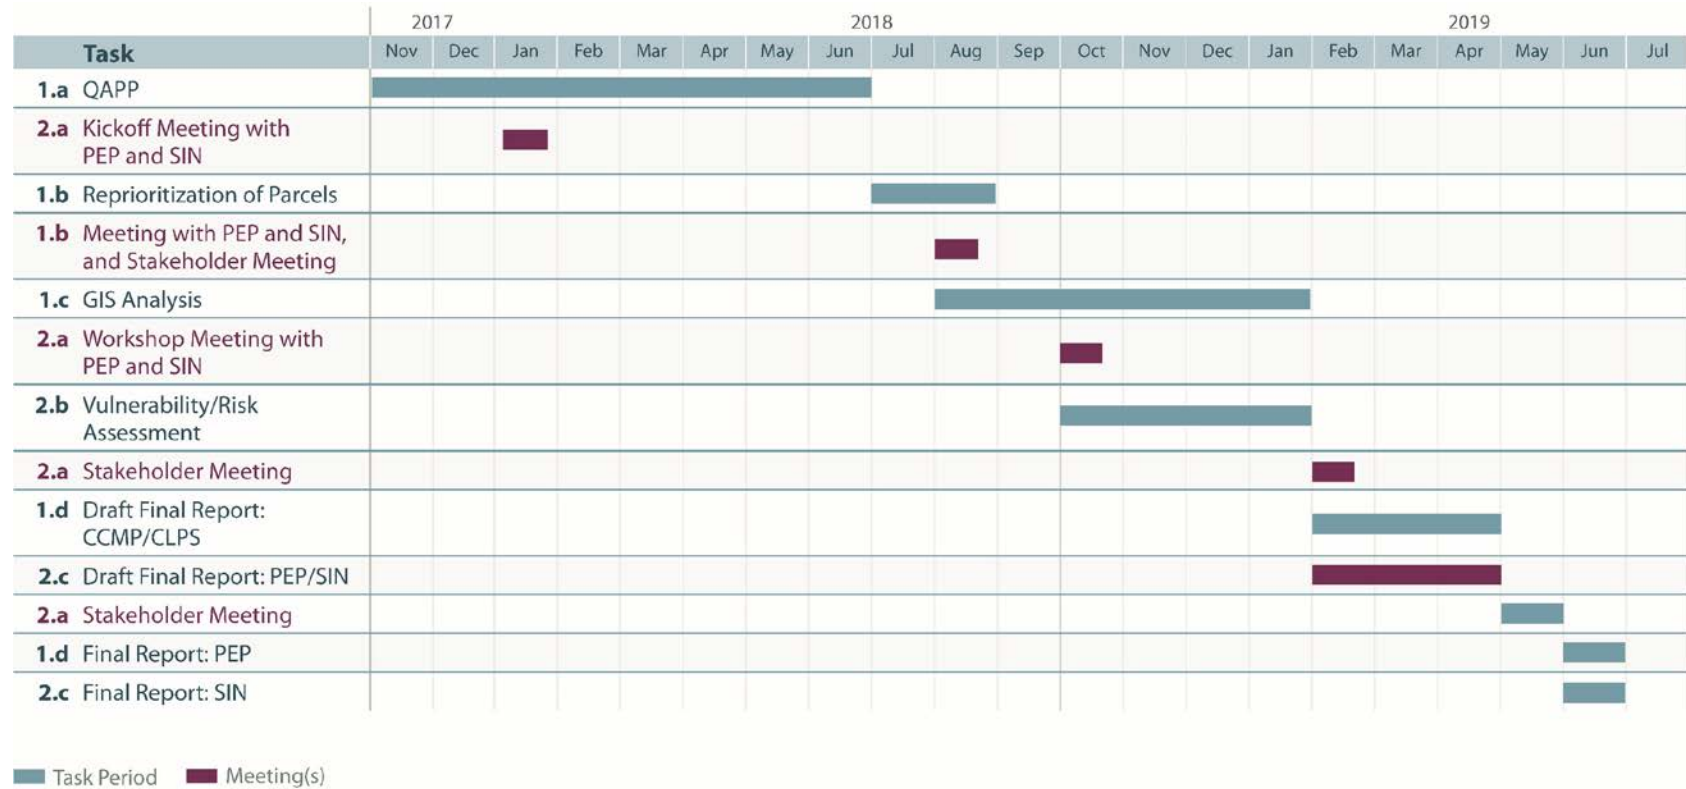 2017 2018 2019
Task Nov Dec Jan Feb Mar Apr May Jun Jul Aug Sep Oct Nov Dec Jan Feb Mar Apr May Jun Jul
1.a QAPP
2.a Kickoff Meeting with
PEP and SIN
1.b Reprioritization of Parcels
1.b Meeting with PEP and SIN,
and Stakeholder Meeting
1.c GIS Analysis
2.a Workshop Meeting with
PEP and SIN
2.b Vulnerability/Risk
Assessment
2.a Stakeholder Meeting
1.d Draft Final Report:
CCMP/CLPS
2.c Draft Final Report: PEP/SIN
2.a Stakeholder Meeting
1.d Final Report: PEP
2.c Final Report: SIN
Task Period Meeting(s)